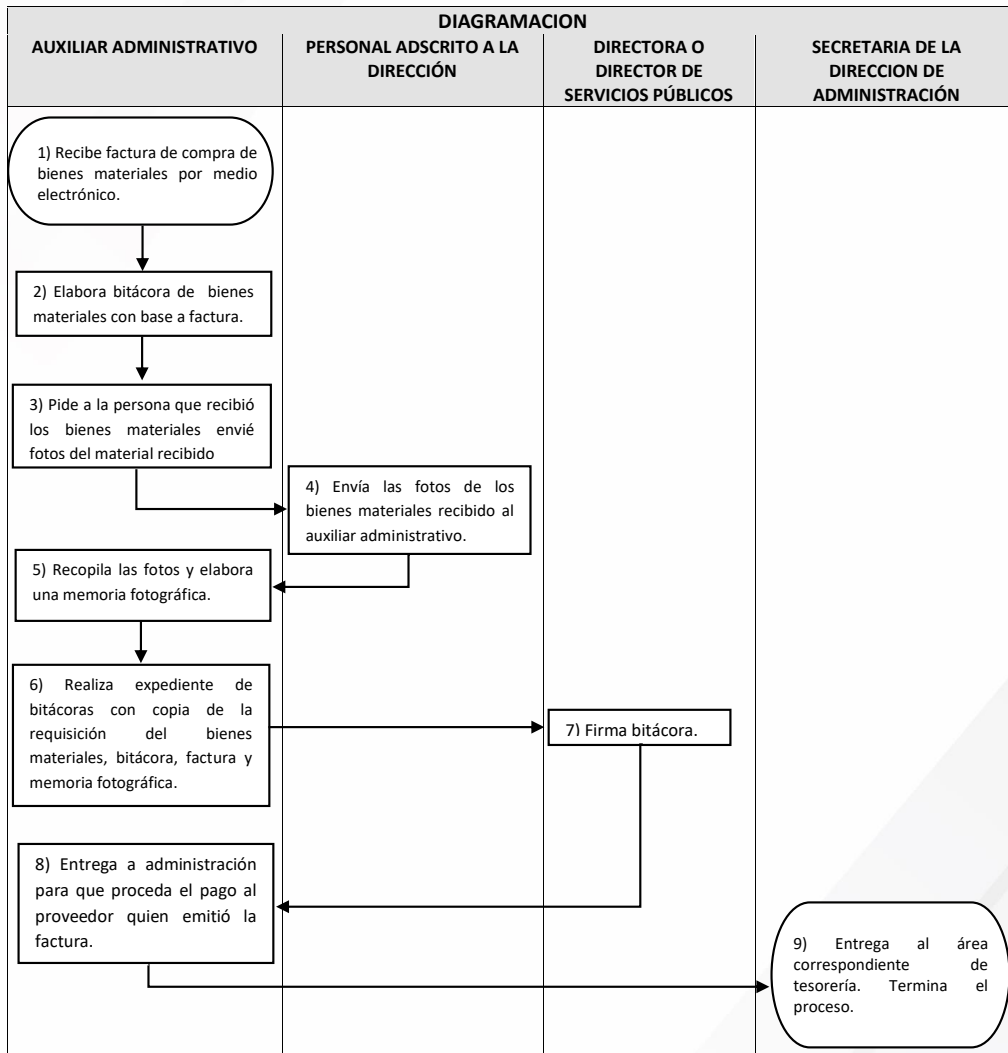 DIAGRAMACION
AUXILIAR ADMINISTRATIVO
PERSONAL ADSCRITO A LA
DIRECCIÓN
DIRECTORA O
DIRECTOR DE
SERVICIOS PÚBLICOS
SECRETARIA DE LA
DIRECCION DE
ADMINISTRACIÓN
1) Recibe factura de compra de
bienes materiales por medio
electrónico.
2) Elabora bitácora de bienes
materiales con base a factura.
3) Pide a la persona que recibió
los bienes materiales envié
fotos del material recibido
4) Envía las fotos de los
bienes materiales recibido al
auxiliar administrativo.
5) Recopila las fotos y elabora
una memoria fotográfica.
6) Realiza expediente de
bitácoras con copia de la
requisición del bienes
materiales, bitácora, factura y
memoria fotográfica.
7) Firma bitácora.
8) Entrega a administración
para que proceda el pago al
proveedor quien emitió la
factura.
9) Entrega al área
correspondiente de
tesorería. Termina el
proceso.